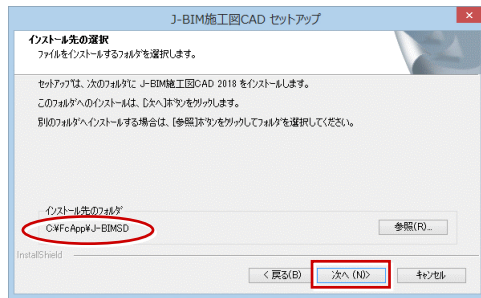 J-BIM施工図CAD セットアップ
インストール先の選択
ファイルをインストールするフォルダを選択します。
セットアップは、次のフォルダに J-BIM施工図CAD 2018 をインストールします。
このフォルダへのインストールは、[次へ]ボタンをクリックします。
別のフォルダへインストールする場合は、[参照]ボタンをクリックしてフォルダを選択してください。
インストール先のフォルダ
C:¥FcApp¥J-BIMSD
参照(R)...
InstallShield
< 戻る(B)
次へ (N)>
キャンセル